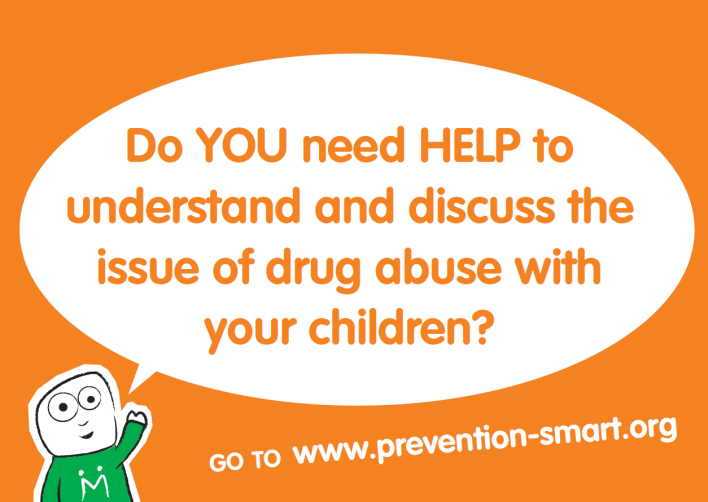 Do YOU need HELP to
understand and discuss the
issue of drug abuse with
your children?
GO TO www.prevention-smart.org